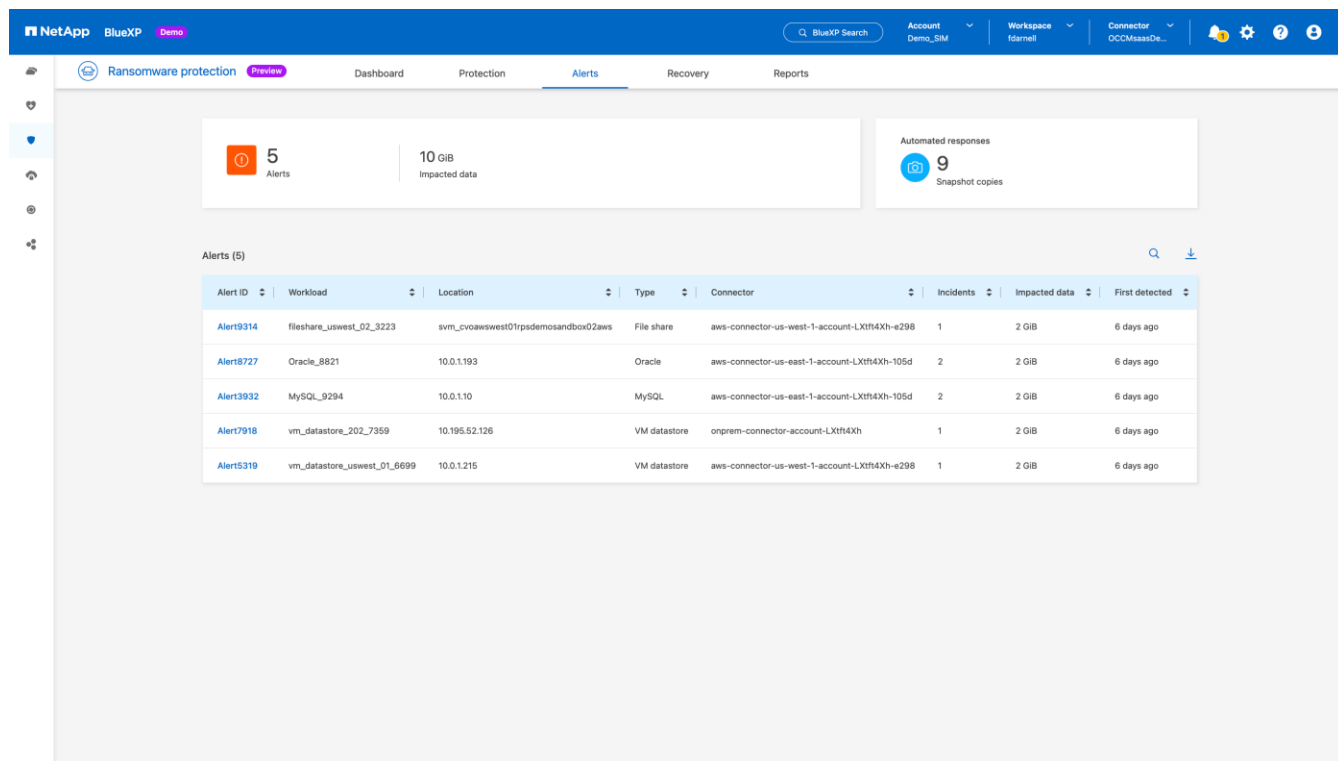 NetApp BlueXP Demo BlueXP Search Account Demo_SIM Workspace fdarnell Connector OCCMsaasDe... 1
Ransomware protection Preview Dashboard Protection Alerts Recovery Reports
5
Alerts
10 GiB
Impacted data
Automated responses
9
Snapshot copies
Alerts (5)
Alert ID Workload Location Type Connector Incidents Impacted data First detected
Alert9314 fileshare_uswest_02_3223 svm_cvoawswest01rpsdemosandbox02aws File share aws-connector-us-west-1-account-LXtft4Xh-e298 1 2 GiB 6 days ago
Alert8727 Oracle_8821 10.0.1.193 Oracle aws-connector-us-east-1-account-LXtft4Xh-105d 2 2 GiB 6 days ago
Alert3932 MySQL_9294 10.0.1.10 MySQL aws-connector-us-east-1-account-LXtft4Xh-105d 2 2 GiB 6 days ago
Alert7918 vm_datastore_202_7359 10.195.52.126 VM datastore onprem-connector-account-LXtft4Xh 1 2 GiB 6 days ago
Alert5319 vm_datastore_uswest_01_6699 10.0.1.215 VM datastore aws-connector-us-west-1-account-LXtft4Xh-e298 1 2 GiB 6 days ago